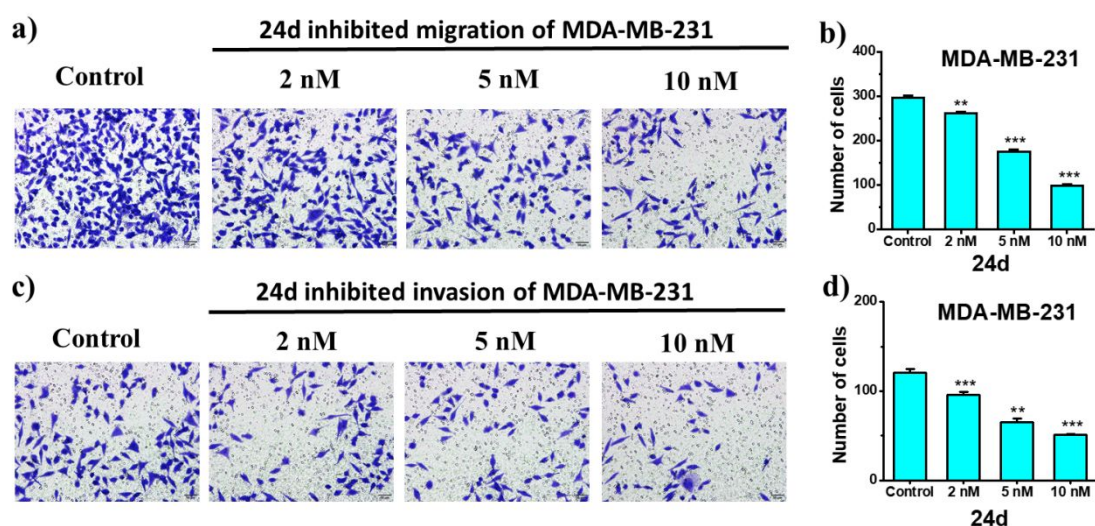 a)
24d inhibited migration of MDA-MB-231
Control
2 nM
5 nM
10 nM
b)
MDA-MB-231
Number of cells
400
300
200
100
0
**
***
***
Control
2 nM
5 nM
10 nM
24d
c)
24d inhibited invasion of MDA-MB-231
Control
2 nM
5 nM
10 nM
d)
MDA-MB-231
Number of cells
200
100
0
***
**
***
Control
2 nM
5 nM
10 nM
24d